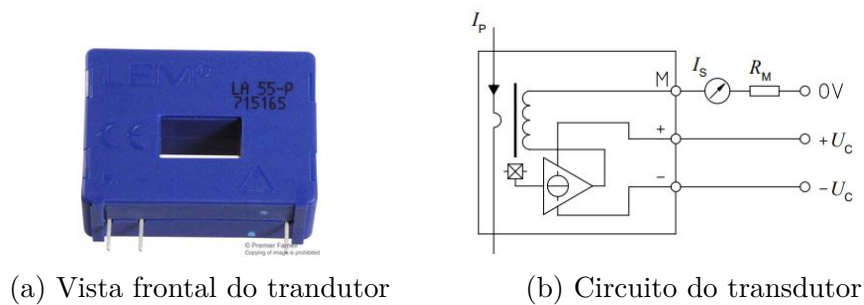 LEM®
LA 55-P
715165
CE
© Premier Farnell
Copying of image is prohibited
I_P
M
I_S
R_M
0V
+
+U_C
−
−U_C
(a) Vista frontal do trandutor
(b) Circuito do transdutor